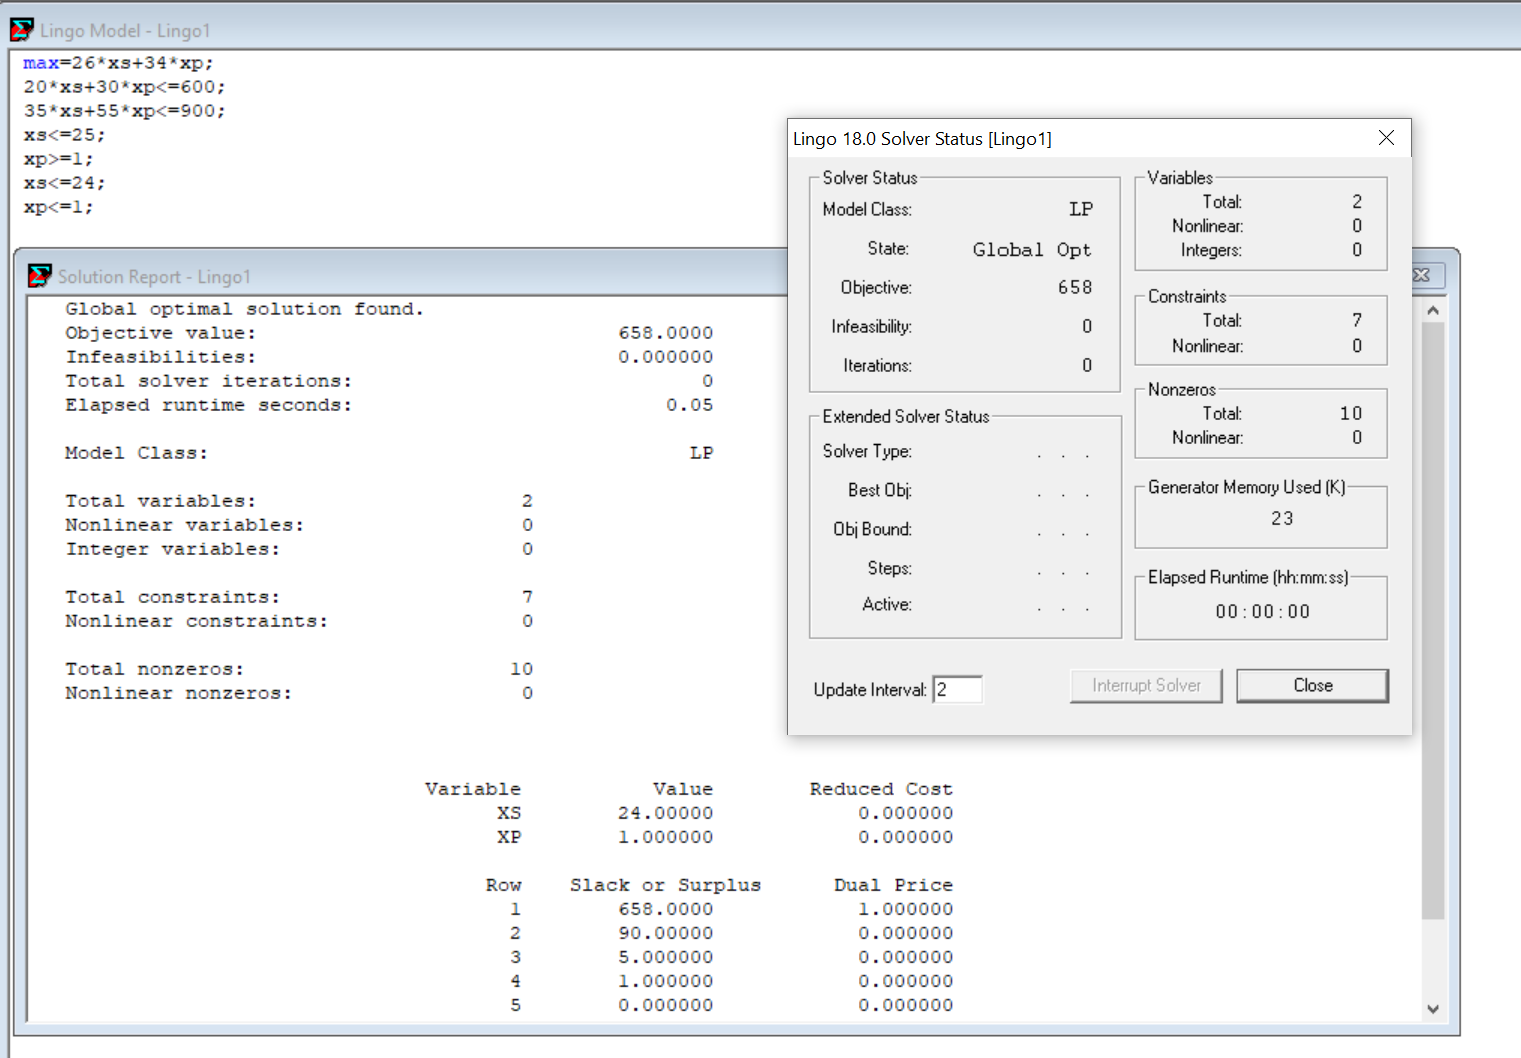 Lingo Model - Lingo1
max=26*xs+34*xp;
20*xs+30*xp<=600;
35*xs+55*xp<=900;
xs<=25;
xp>=1;
xs<=24;
xp<=1;
Solution Report - Lingo1
Global optimal solution found.
Objective value: 658.0000
Infeasibilities: 0.000000
Total solver iterations: 0
Elapsed runtime seconds: 0.05
Model Class: LP
Total variables: 2
Nonlinear variables: 0
Integer variables: 0
Total constraints: 7
Nonlinear constraints: 0
Total nonzeros: 10
Nonlinear nonzeros: 0
Variable Value Reduced Cost
XS 24.00000 0.000000
XP 1.000000 0.000000
Row Slack or Surplus Dual Price
1 658.0000 1.000000
2 90.00000 0.000000
3 5.000000 0.000000
4 1.000000 0.000000
5 0.000000 0.000000
Lingo 18.0 Solver Status [Lingo1]
Solver Status
Model Class: LP
State: Global Opt
Objective: 658
Infeasibility: 0
Iterations: 0
Extended Solver Status
Solver Type: . . .
Best Obj: . . .
Obj Bound: . . .
Steps: . . .
Active: . . .
Update Interval: 2
Variables
Total: 2
Nonlinear: 0
Integers: 0
Constraints
Total: 7
Nonlinear: 0
Nonzeros
Total: 10
Nonlinear: 0
Generator Memory Used (K)
23
Elapsed Runtime (hh:mm:ss)
00:00:00
Interrupt Solver
Close